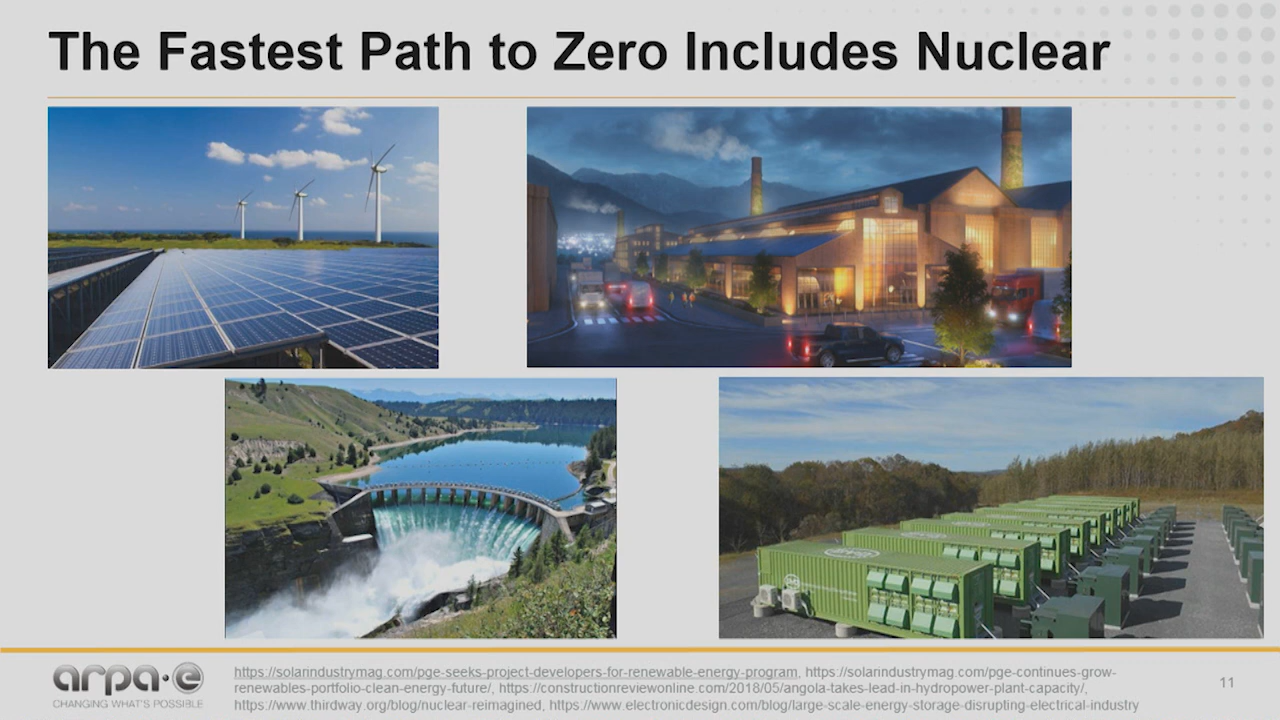 The Fastest Path to Zero Includes Nuclear
arpa·e
CHANGING WHAT'S POSSIBLE
https://solarindustrymag.com/pge-seeks-project-developers-for-renewable-energy-program, https://solarindustrymag.com/pge-continues-grow-
renewables-portfolio-clean-energy-future/, https://constructionreviewonline.com/2018/05/angola-takes-lead-in-hydropower-plant-capacity/,
https://www.thirdway.org/blog/nuclear-reimagined, https://www.electronicdesign.com/blog/large-scale-energy-storage-disrupting-electrical-industry
11